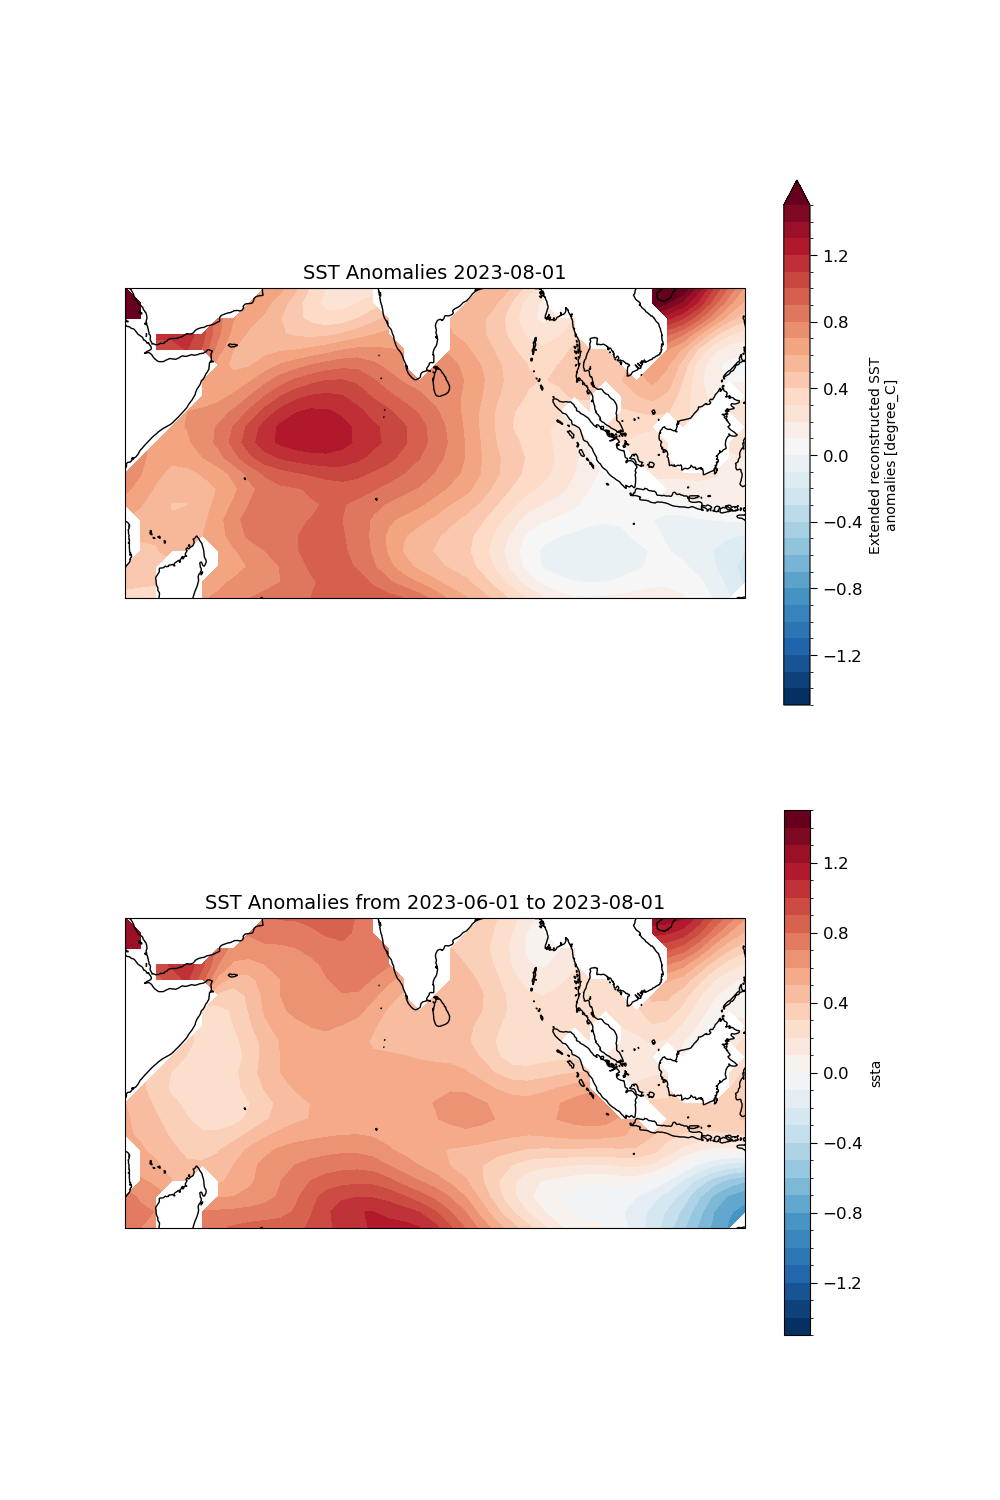 SST Anomalies 2023-08-01
1.2
0.8
0.4
0.0
−0.4
−0.8
−1.2
Extended reconstructed SST
anomalies [degree_C]
SST Anomalies from 2023-06-01 to 2023-08-01
1.2
0.8
0.4
0.0
−0.4
−0.8
−1.2
ssta